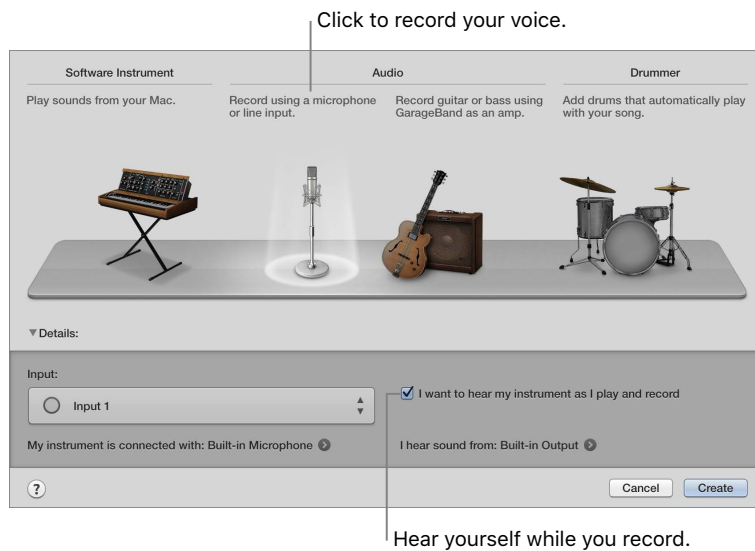 Click to record your voice.
Software Instrument
Audio
Drummer
Play sounds from your Mac.
Record using a microphone
or line input.
Record guitar or bass using
GarageBand as an amp.
Add drums that automatically play
with your song.
Details:
Input:
Input 1
I want to hear my instrument as I play and record
My instrument is connected with: Built-in Microphone
I hear sound from: Built-in Output
?
Cancel
Create
Hear yourself while you record.